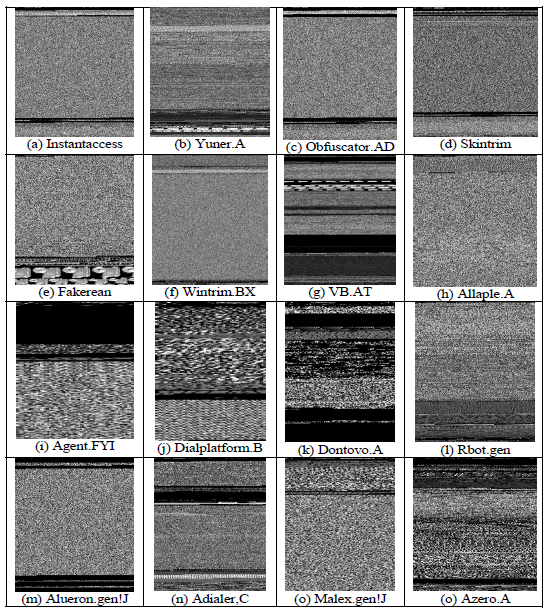 (a) Instantaccess
(b) Yuner.A
(c) Obfuscator.AD
(d) Skintrim
(e) Fakerean
(f) Wintrim.BX
(g) VB.AT
(h) Allaple.A
(i) Agent.FYI
(j) Dialplatform.B
(k) Dontovo.A
(l) Rbot.gen
(m) Alueron.gen!J
(n) Adialer,C
(o) Malex.gen!J
(o) Azero.A